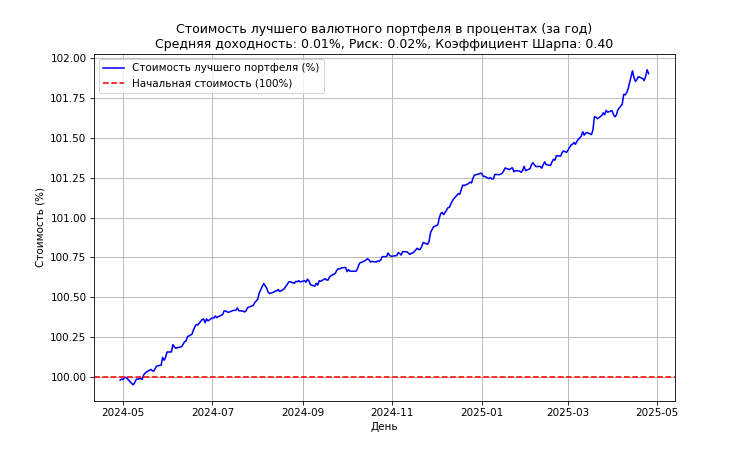 Стоимость лучшего валютного портфеля в процентах (за год)
Средняя доходность: 0.01%, Риск: 0.02%, Коэффициент Шарпа: 0.40
Стоимость лучшего портфеля (%)
Начальная стоимость (100%)
Стоимость (%)
102.00
101.75
101.50
101.25
101.00
100.75
100.50
100.25
100.00
2024-05
2024-07
2024-09
2024-11
2025-01
2025-03
2025-05
День